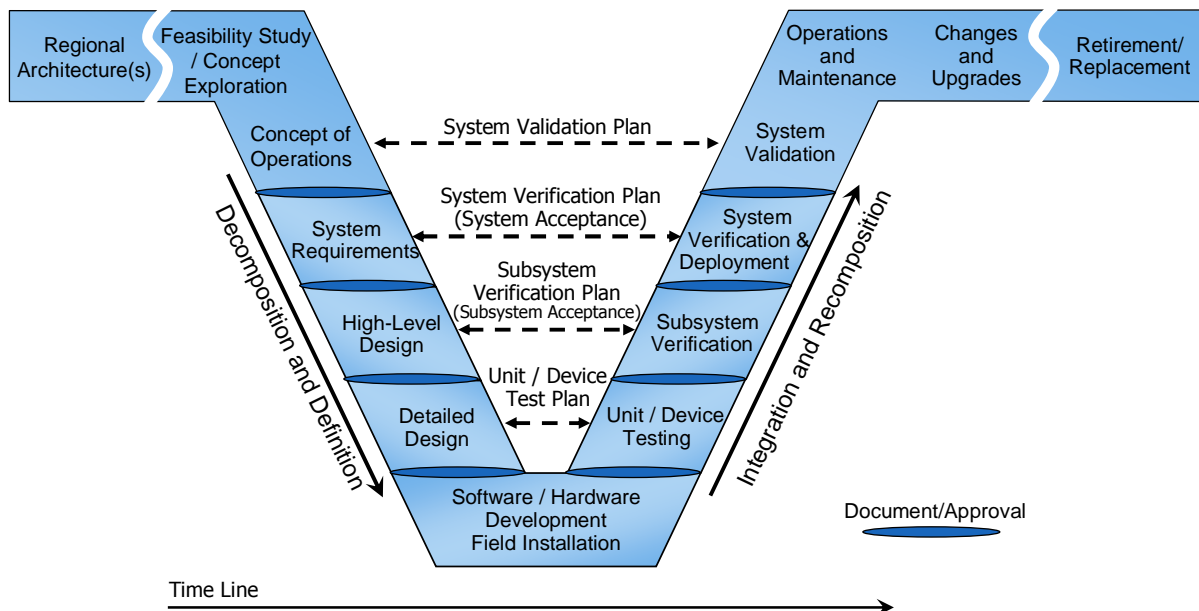 Regional
Architecture(s)
Feasibility Study
/ Concept
Exploration
Operations
and
Maintenance
Changes
and
Upgrades
Retirement/
Replacement
Concept of
Operations
System Validation Plan
System
Validation
System
Requirements
System Verification Plan
(System Acceptance)
System
Verification &
Deployment
High-Level
Design
Subsystem
Verification Plan
(Subsystem Acceptance)
Subsystem
Verification
Detailed
Design
Unit / Device
Test Plan
Unit / Device
Testing
Decomposition and Definition
Integration and Recomposition
Software / Hardware
Development
Field Installation
Document/Approval
Time Line